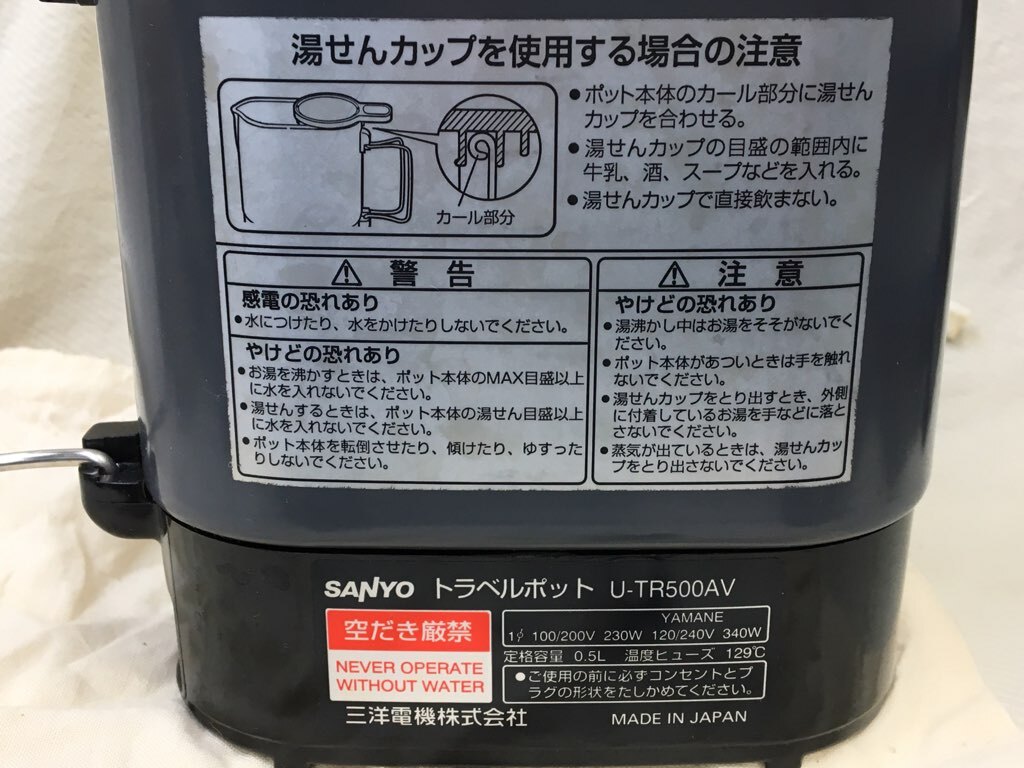 湯せんカップを使用する場合の注意
カール部分
●ポット本体のカール部分に湯せん
カップを合わせる。
●湯せんカップの目盛の範囲内に
牛乳、酒、スープなどを入れる。
●湯せんカップで直接飲まない。
⚠警告
感電の恐れあり
●水につけたり、水をかけたりしないでください。
やけどの恐れあり
●お湯を沸かすときは、ポット本体のMAX目盛以上
に水を入れないでください。
●湯せんするときは、ポット本体の湯せん目盛以上
に水を入れないでください。
●ポット本体を転倒させたり、傾けたり、ゆすった
りしないでください。
⚠注意
やけどの恐れあり
●湯沸かし中はお湯をそそがないでく
ださい。
●ポット本体があついときは手を触れ
ないでください。
●湯せんカップをとり出すとき、外側
に付着しているお湯を手などに落と
さないでください。
●蒸気が出ているときは、湯せんカッ
プをとり出さないでください。
SANYO トラベルポット U-TR500AV
空だき厳禁
NEVER OPERATE
WITHOUT WATER
YAMANE
1∮ 100/200V 230W 120/240V 340W
定格容量 0.5L 温度ヒューズ 129℃
●ご使用の前に必ずコンセントとプ
ラグの形状をたしかめてください。
三洋電機株式会社 MADE IN JAPAN